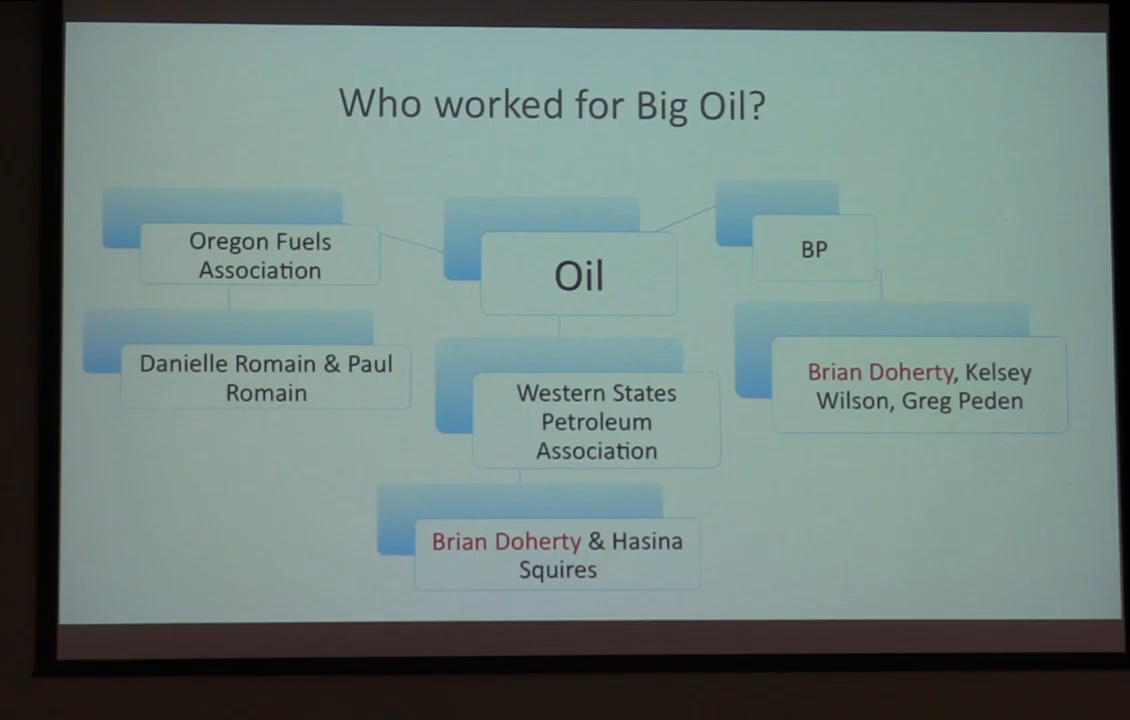 Who worked for Big Oil?
Oregon Fuels
Association
Oil
BP
Danielle Romain & Paul
Romain
Western States
Petroleum
Association
Brian Doherty, Kelsey
Wilson, Greg Peden
Brian Doherty & Hasina
Squires